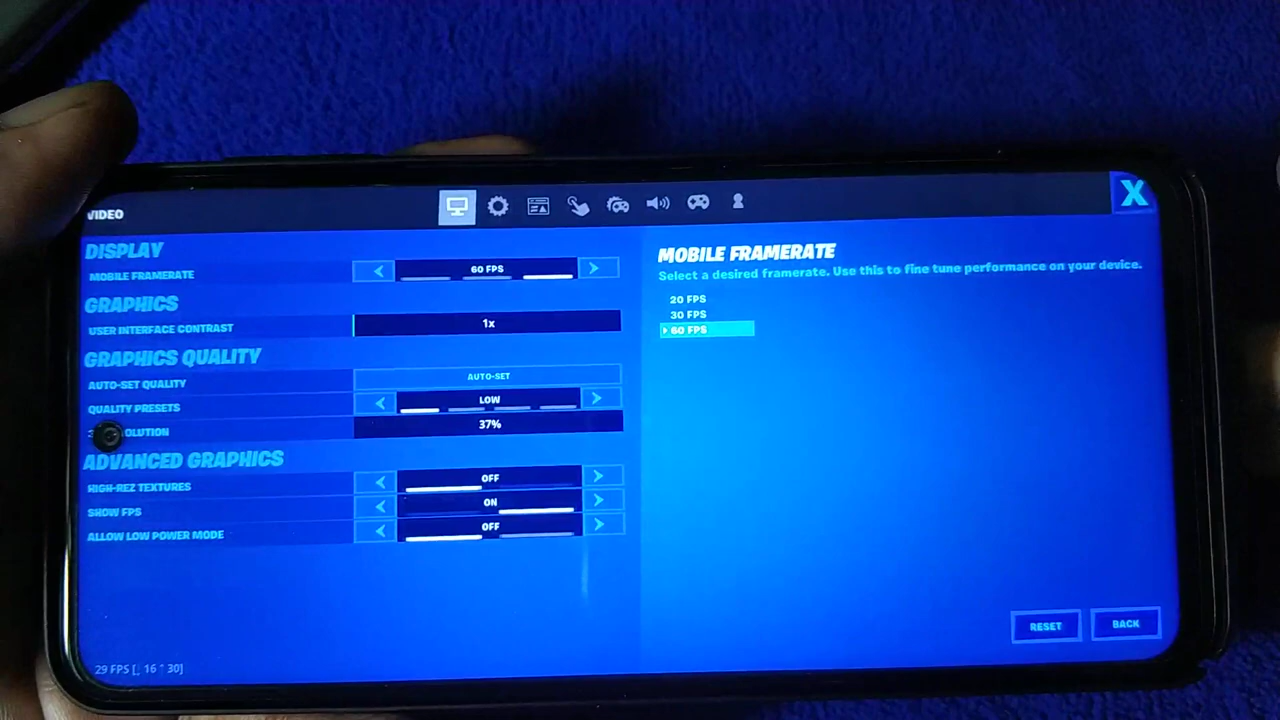 VIDEO
X
DISPLAY
MOBILE FRAMERATE
60 FPS
GRAPHICS
USER INTERFACE CONTRAST
1x
GRAPHICS QUALITY
AUTO-SET QUALITY
AUTO-SET
QUALITY PRESETS
LOW
OLUTION
37%
ADVANCED GRAPHICS
HIGH-REZ TEXTURES
OFF
SHOW FPS
ON
ALLOW LOW POWER MODE
OFF
MOBILE FRAMERATE
Select a desired framerate. Use this to fine tune performance on your device.
20 FPS
30 FPS
60 FPS
RESET
BACK
29 FPS [, 16 * 30]